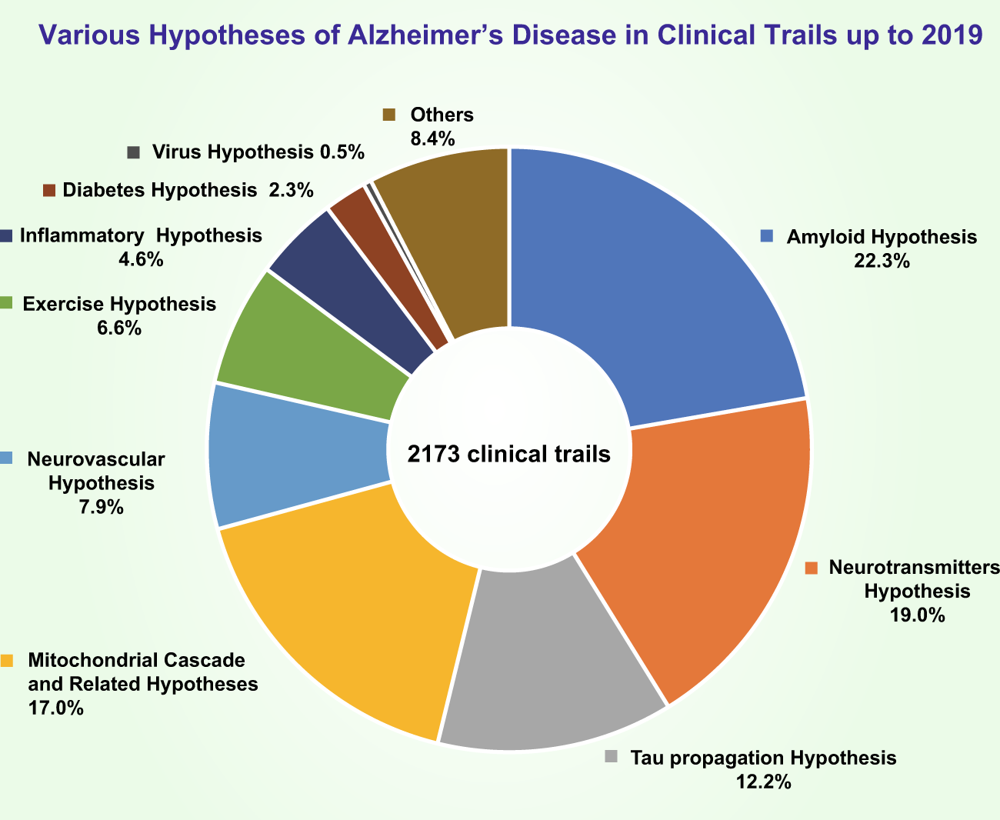 Various Hypotheses of Alzheimer’s Disease in Clinical Trails up to 2019
Others
8.4%
Virus Hypothesis 0.5%
Diabetes Hypothesis 2.3%
Inflammatory Hypothesis
4.6%
Exercise Hypothesis
6.6%
Neurovascular
Hypothesis
7.9%
Mitochondrial Cascade
and Related Hypotheses
17.0%
2173 clinical trails
Amyloid Hypothesis
22.3%
Neurotransmitters
Hypothesis
19.0%
Tau propagation Hypothesis
12.2%